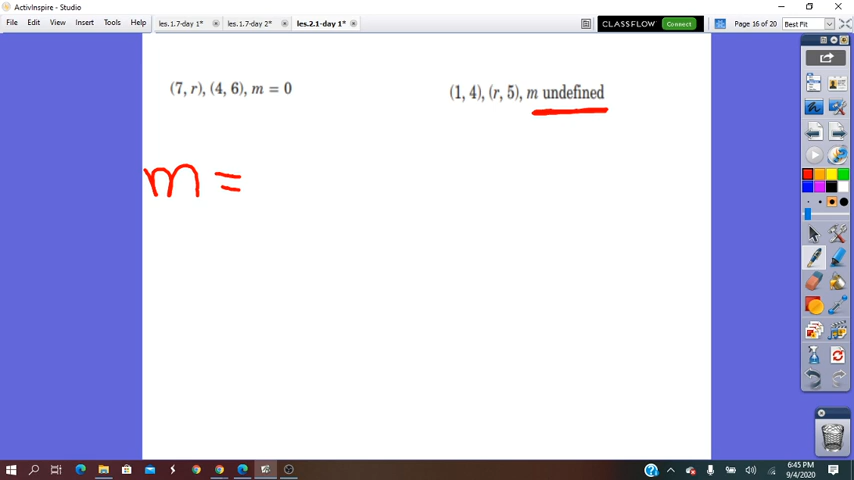 ActivInspire - Studio
File Edit View Insert Tools Help
les.1.7-day 1*
les.1.7-day 2*
les.2.1-day 1*
CLASSFLOW Connect
Page 16 of 20
Best Fit
(7, r), (4, 6), m = 0
(1, 4), (r, 5), m undefined
m =
6:45 PM
9/4/2020